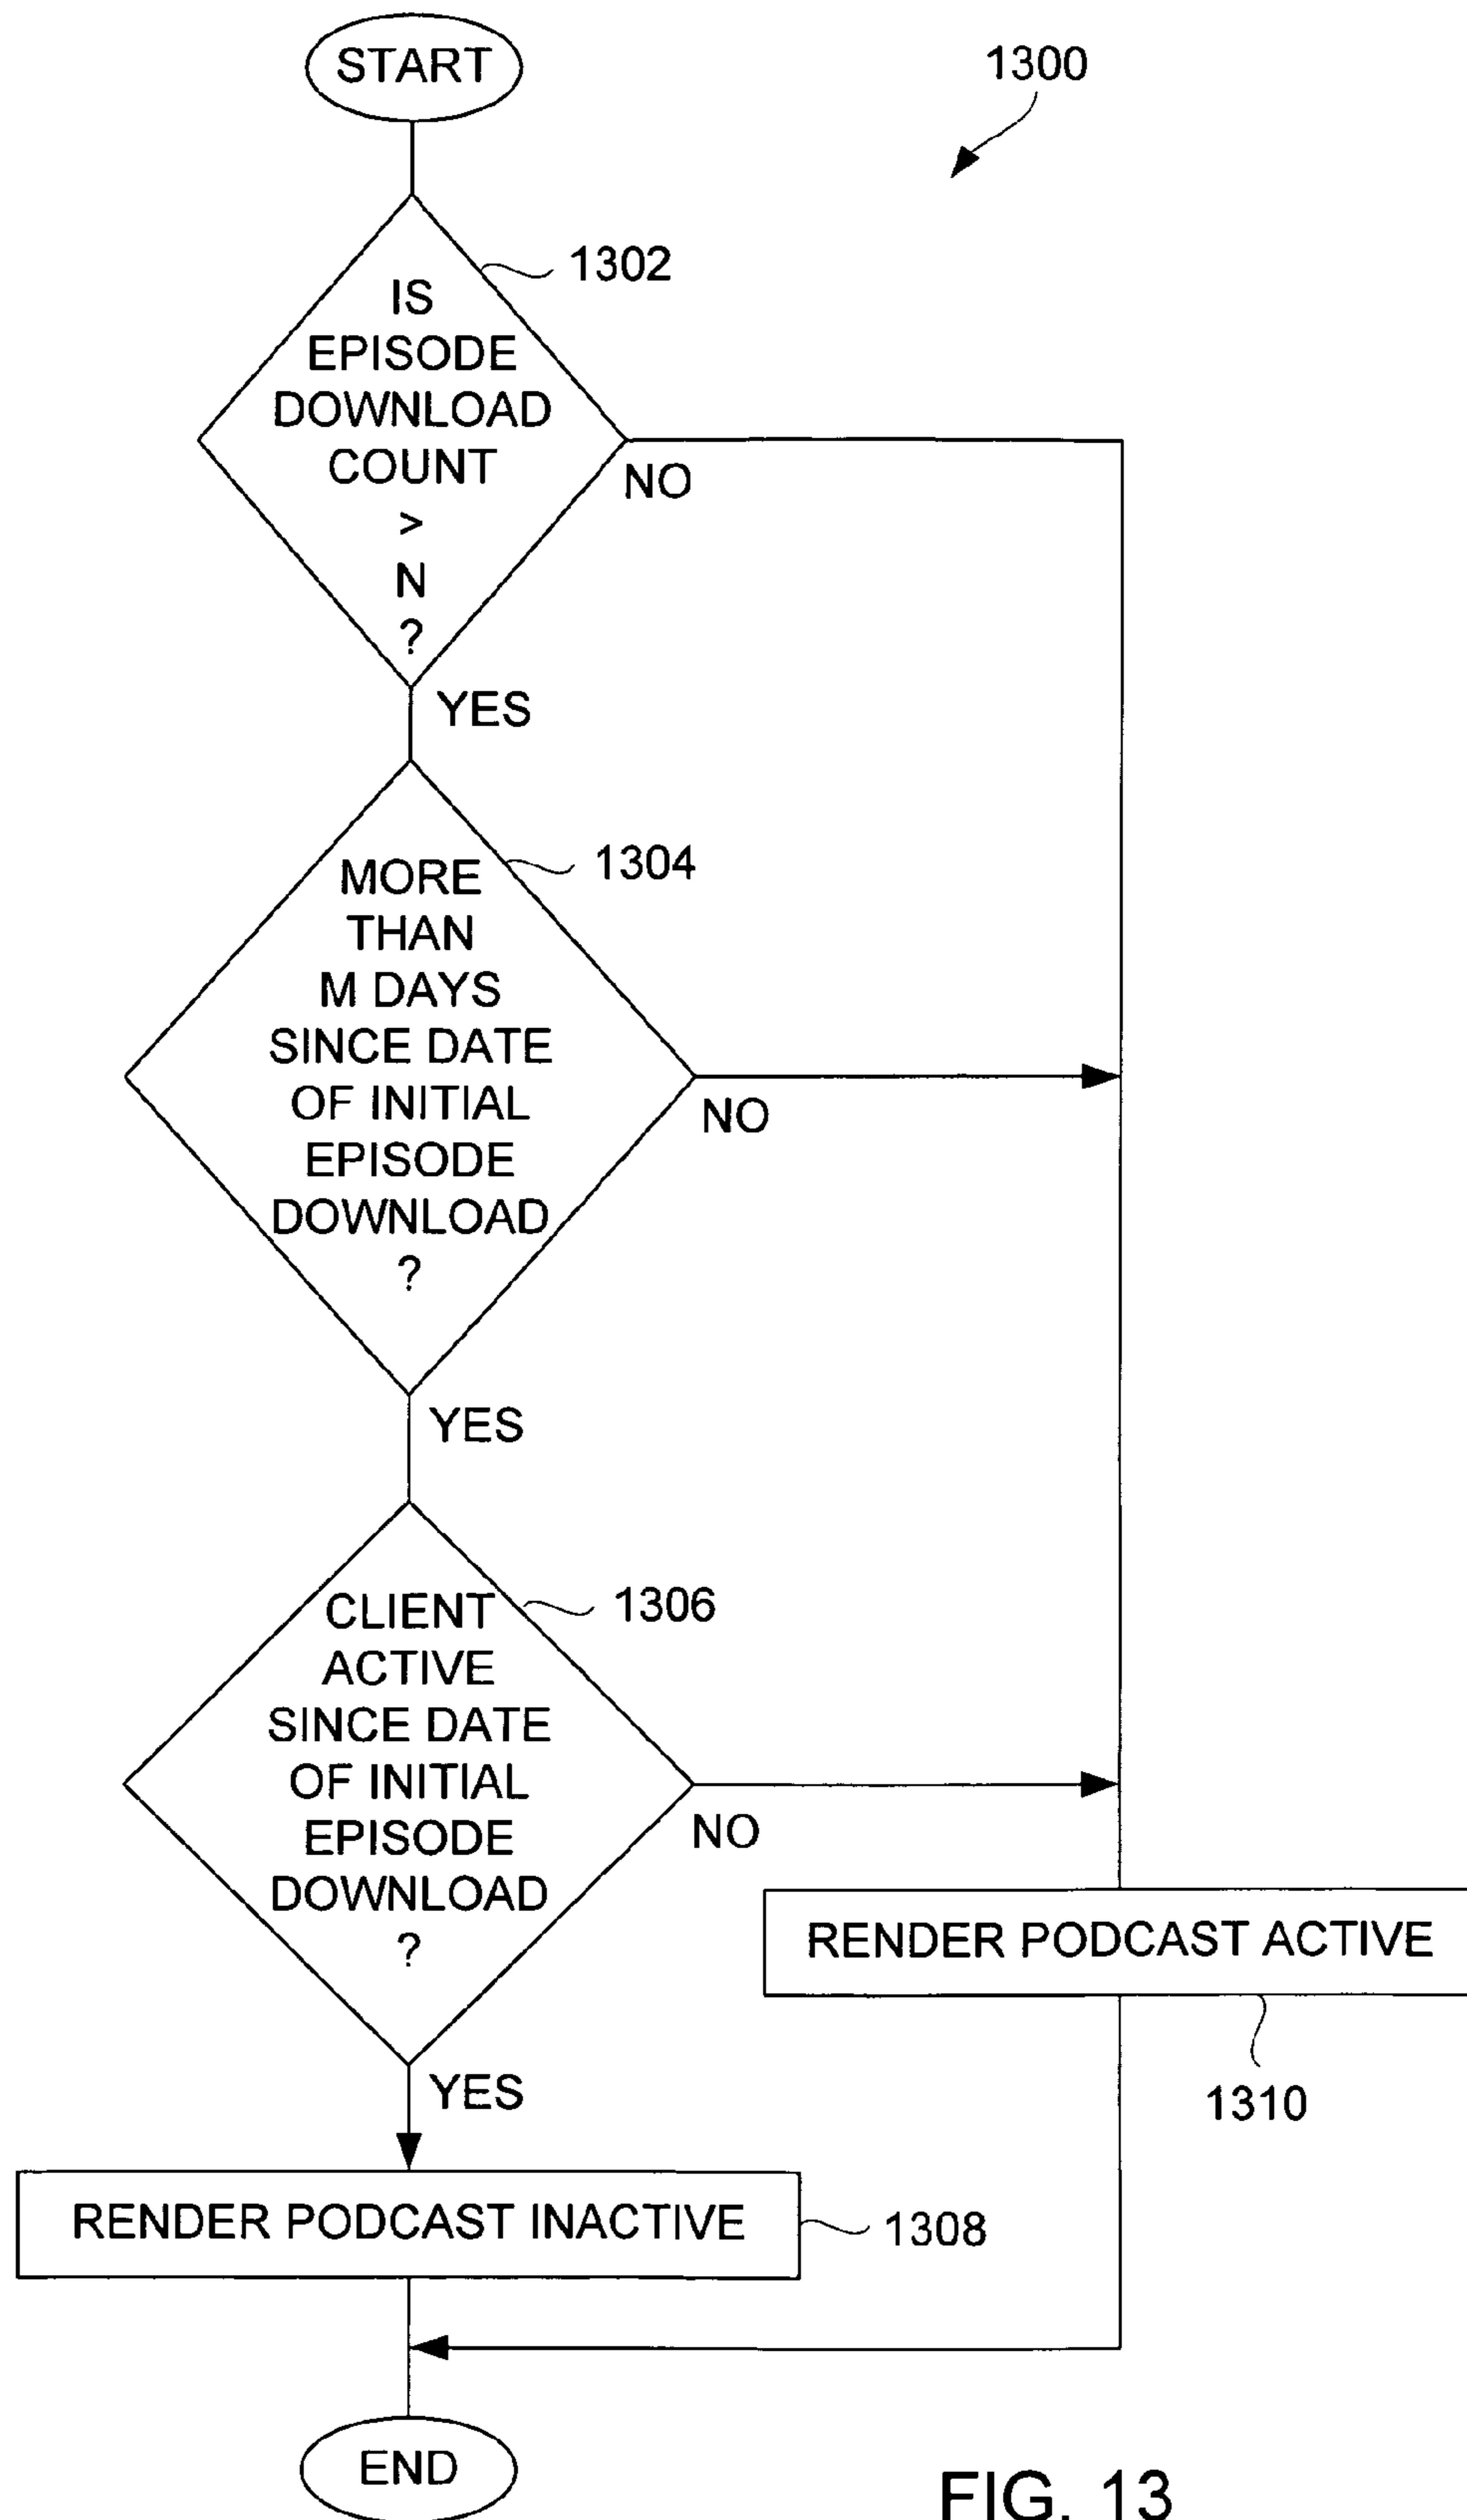 START
1300
1302
IS
EPISODE
DOWNLOAD
COUNT
>
N
?
NO
YES
1304
MORE
THAN
M DAYS
SINCE DATE
OF INITIAL
EPISODE
DOWNLOAD
?
NO
YES
1306
CLIENT
ACTIVE
SINCE DATE
OF INITIAL
EPISODE
DOWNLOAD
?
NO
RENDER PODCAST ACTIVE
1310
YES
RENDER PODCAST INACTIVE
1308
END
FIG. 13